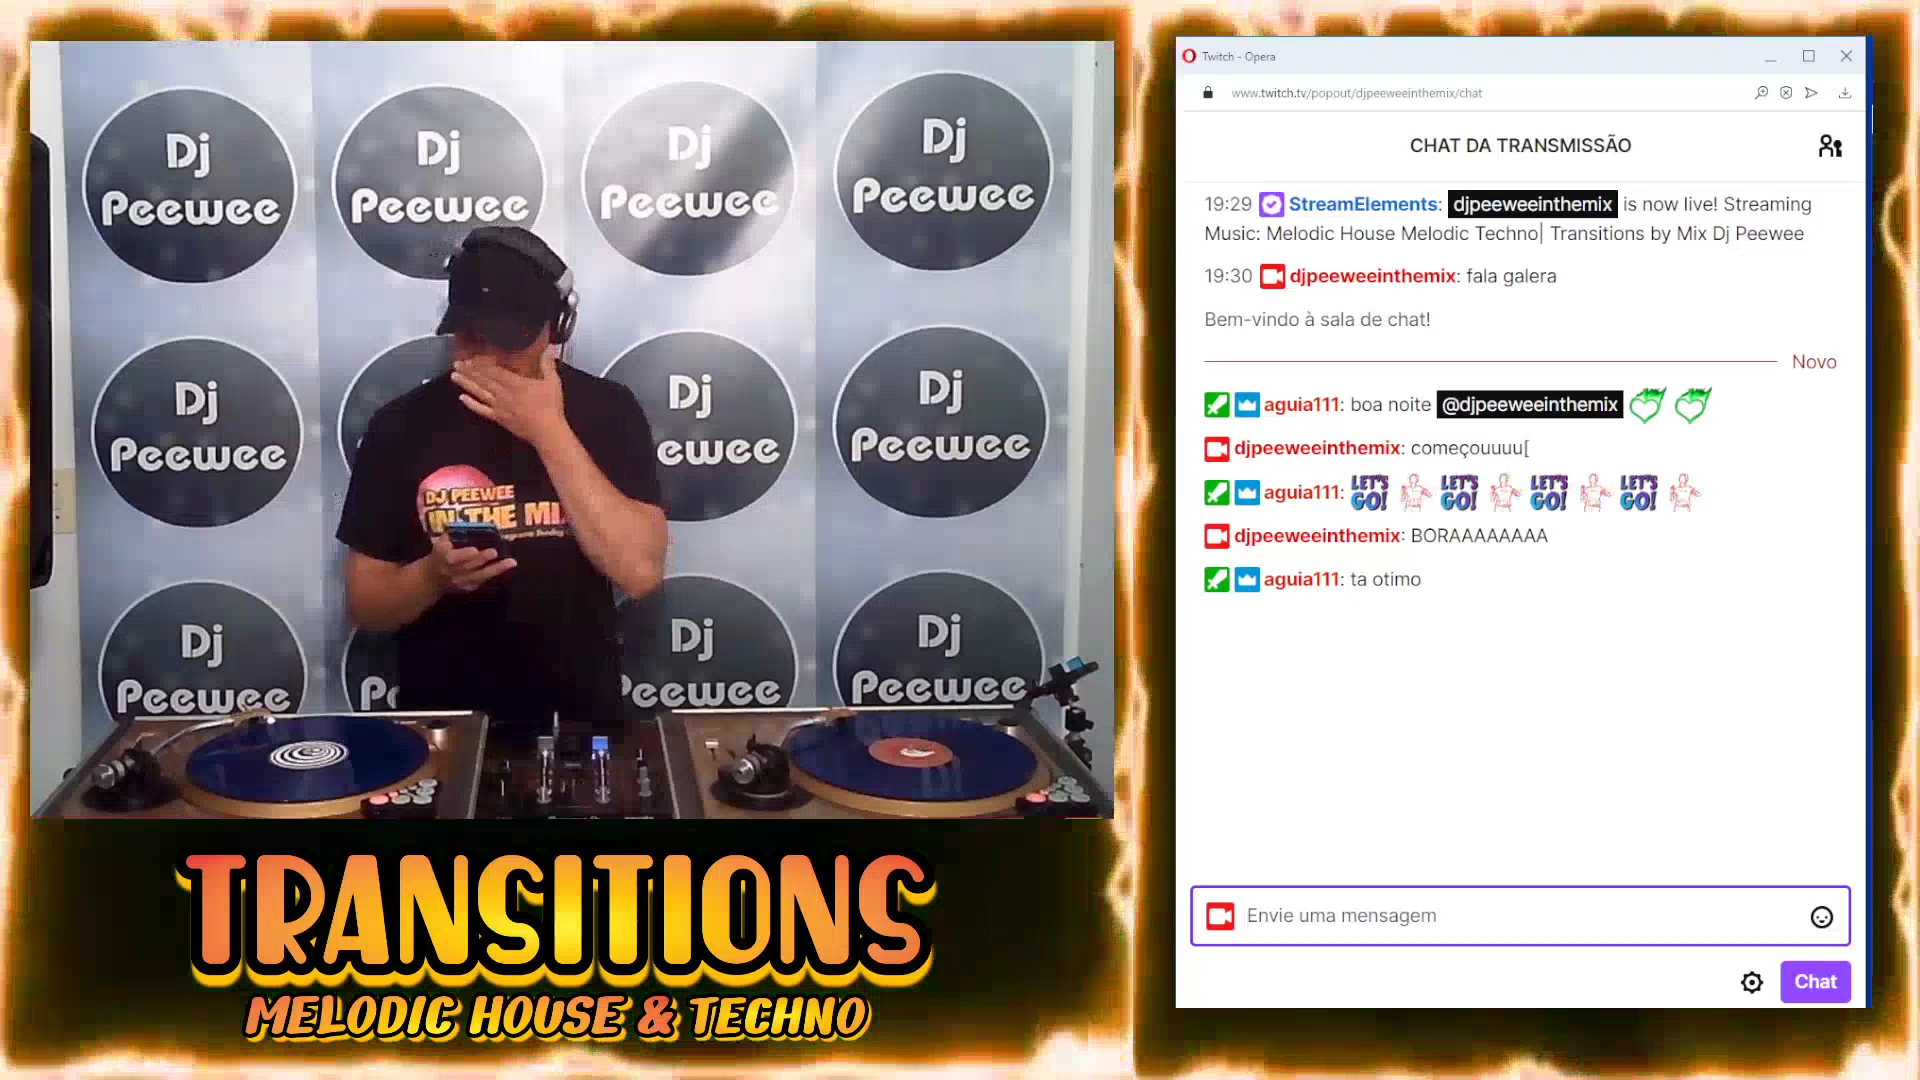 Dj
Peewee
Dj
Peewee
Dj
Peewee
Dj
Peewee
Dj
Peewee
Dj
ewee
Dj
Peewee
Dj
Peewee
Dj
Peewee
Dj
Peewee
DJ PEEWEE
IN THE MI
TRANSITIONS
MELODIC HOUSE & TECHNO
Twitch - Opera
www.twitch.tv/popout/djpeeweeinthemix/chat
CHAT DA TRANSMISSÃO
19:29 StreamElements: djpeeweeinthemix is now live! Streaming
Music: Melodic House Melodic Techno| Transitions by Mix Dj Peewee
19:30 djpeeweeinthemix: fala galera
Bem-vindo à sala de chat!
Novo
aguia111: boa noite @djpeeweeinthemix
djpeeweeinthemix: começouuuu[
aguia111: LET'S GO! LET'S GO! LET'S GO! LET'S GO!
djpeeweeinthemix: BORAAAAAAAA
aguia111: ta otimo
Envie uma mensagem
Chat